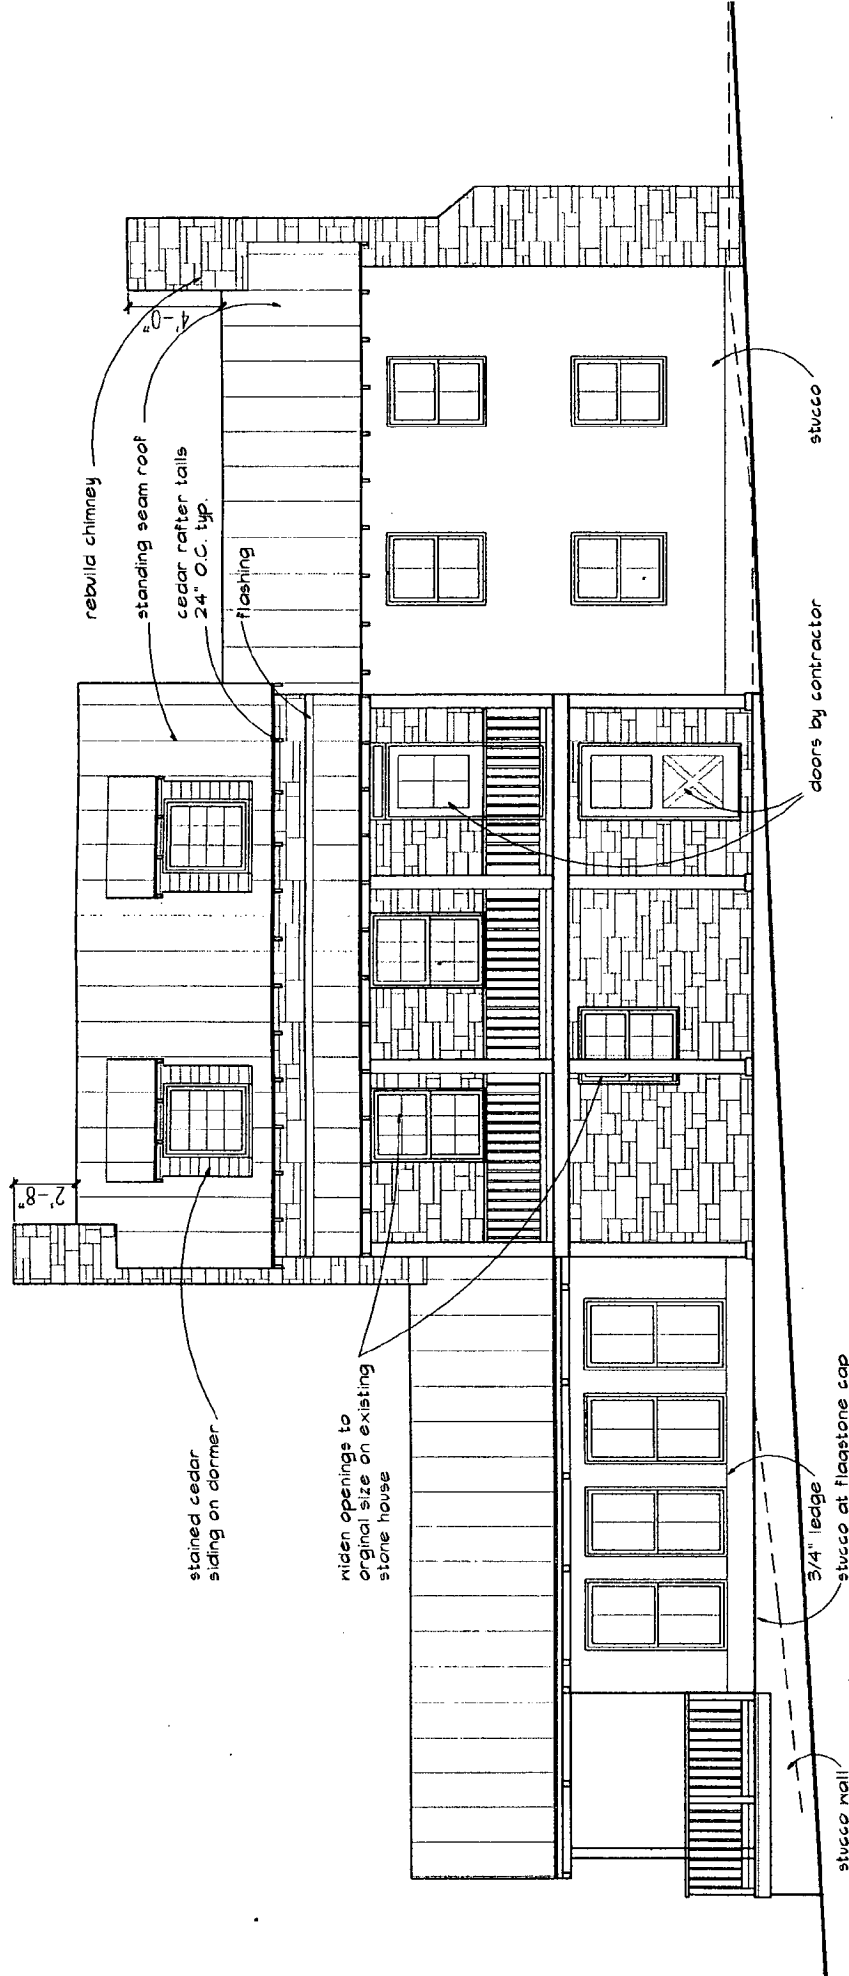 2'-8"
4'-0"
rebuild chimney
standing seam roof
cedar rafter tails
24" O.C. typ.
flashing
stained cedar
siding on dormer
widen openings to
orginal size on existing
stone house
doors by contractor
stucco
3/4" ledge
stucco at flagstone cap
stucco wall